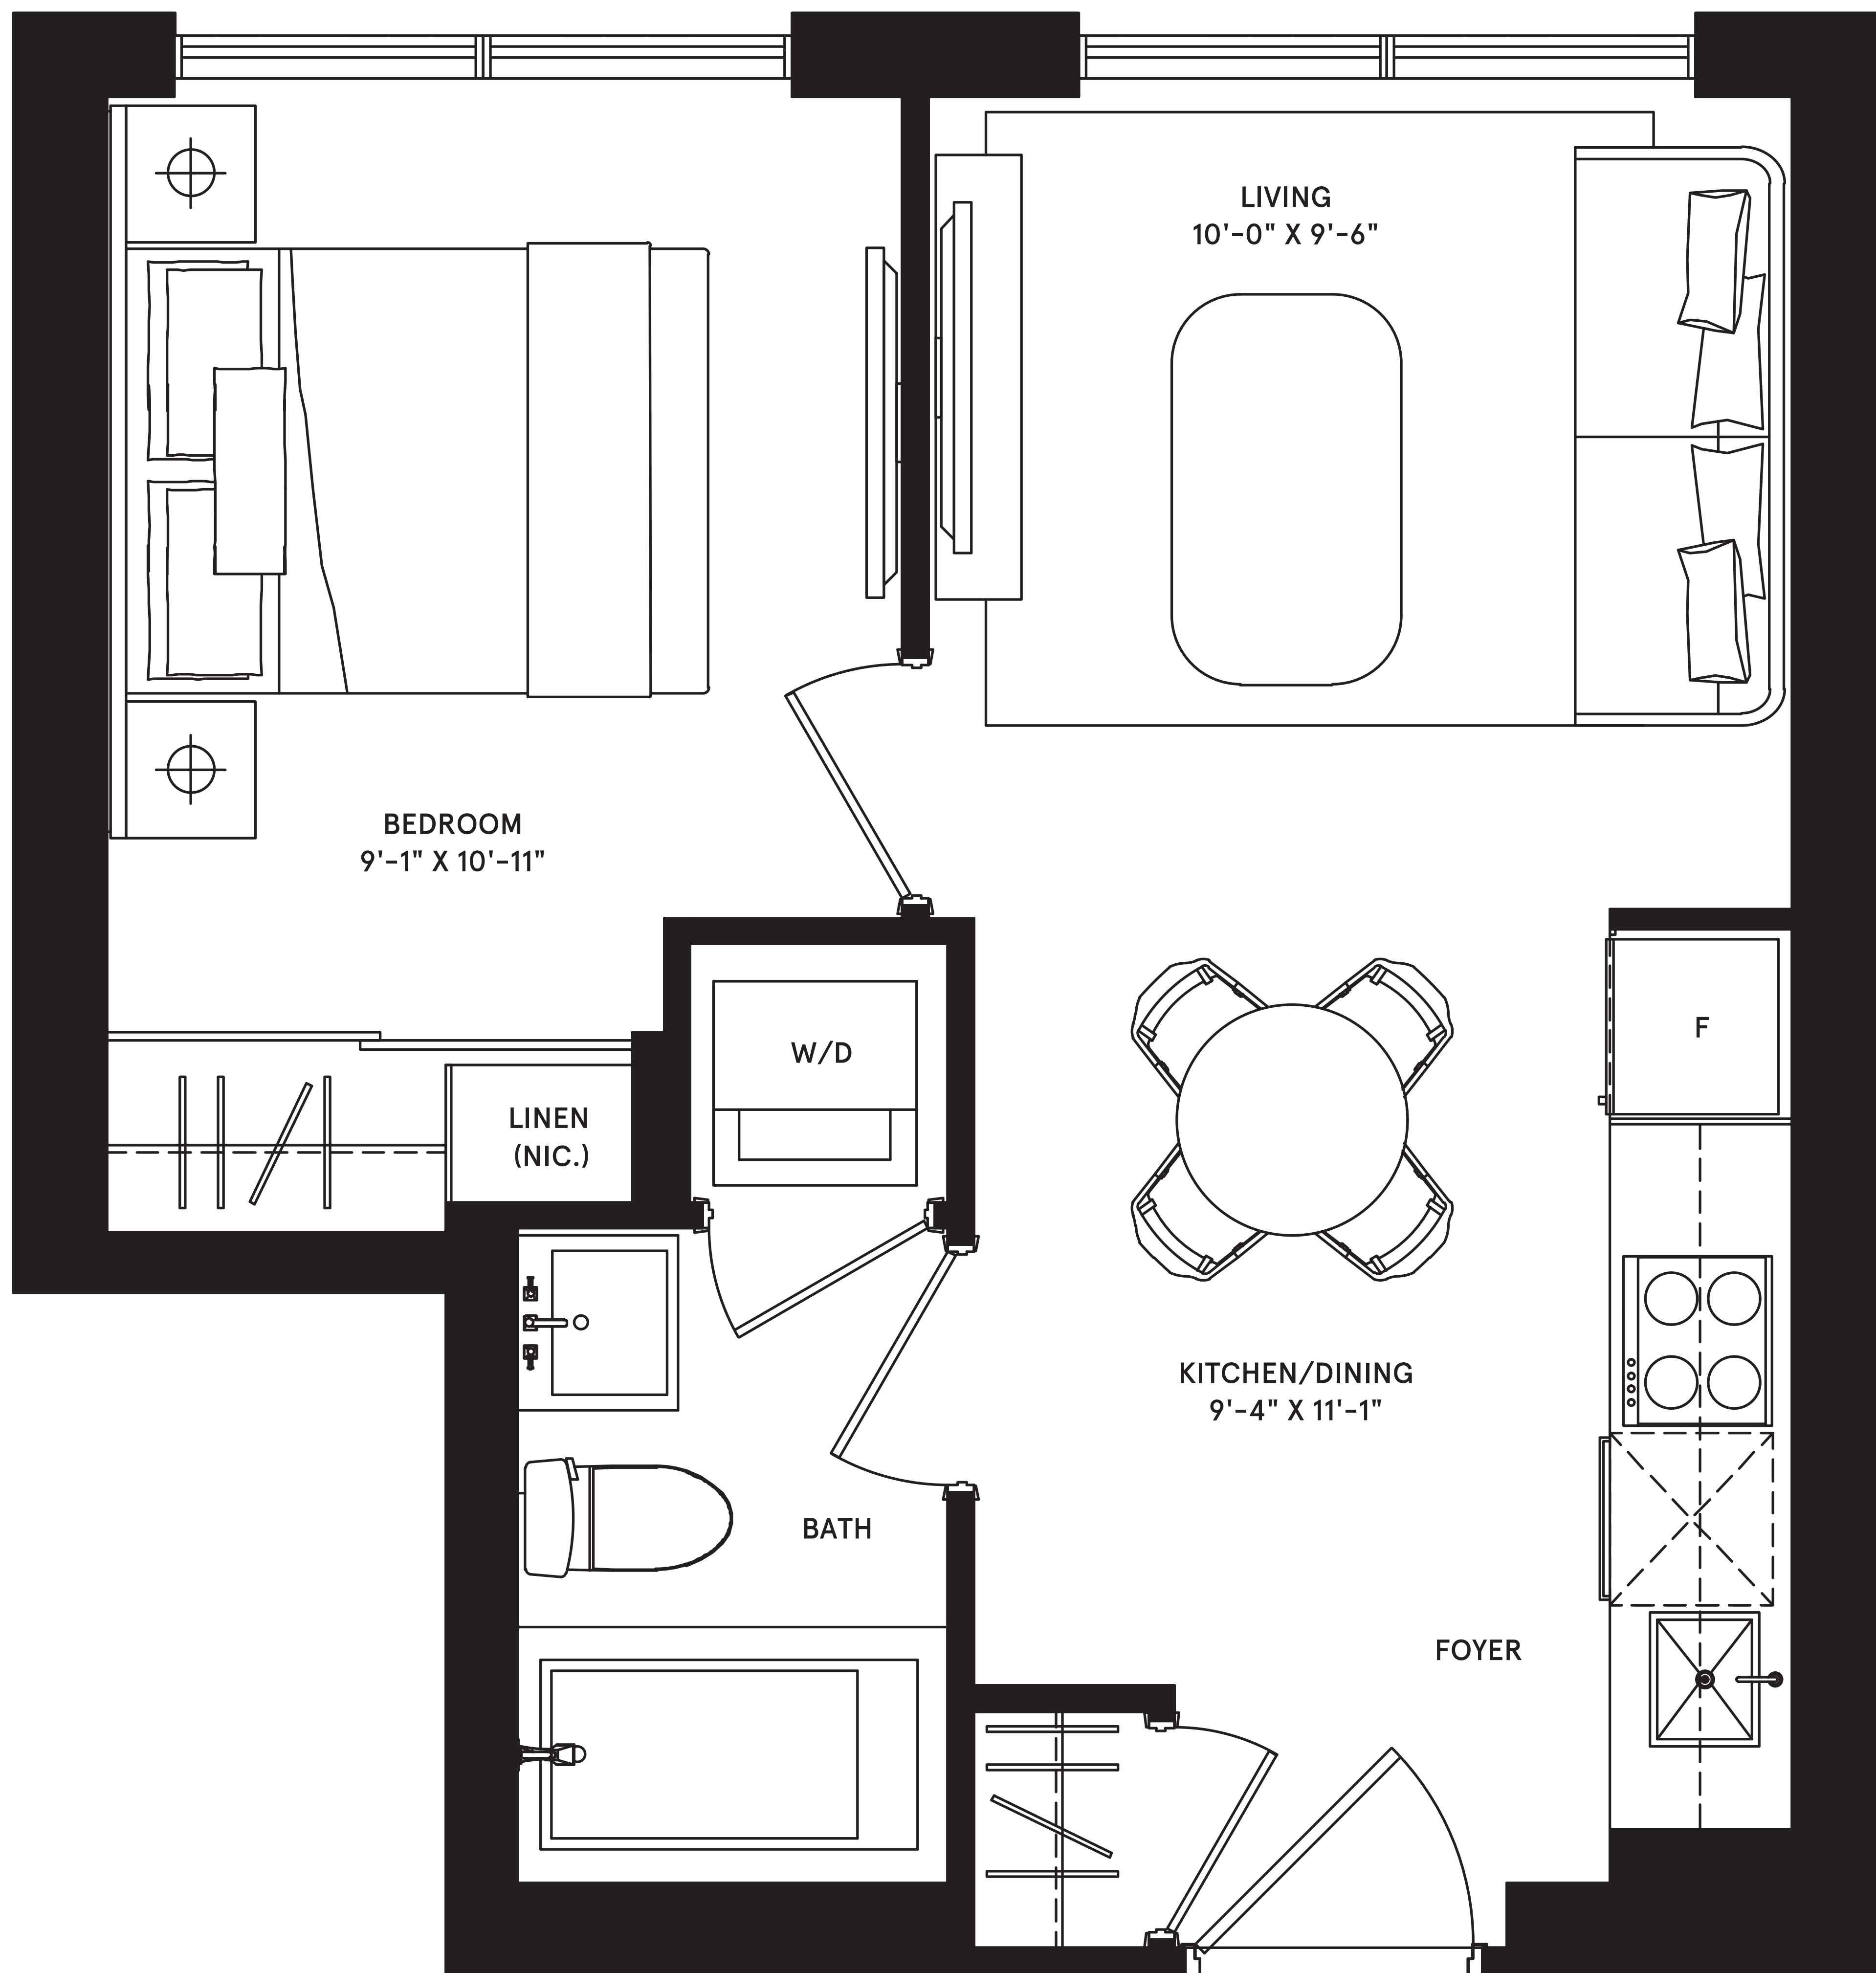 LIVING
10'-0" X 9'-6"
BEDROOM
9'-1" X 10'-11"
F
W/D
LINEN
(NIC.)
KITCHEN/DINING
9'-4" X 11'-1"
BATH
FOYER